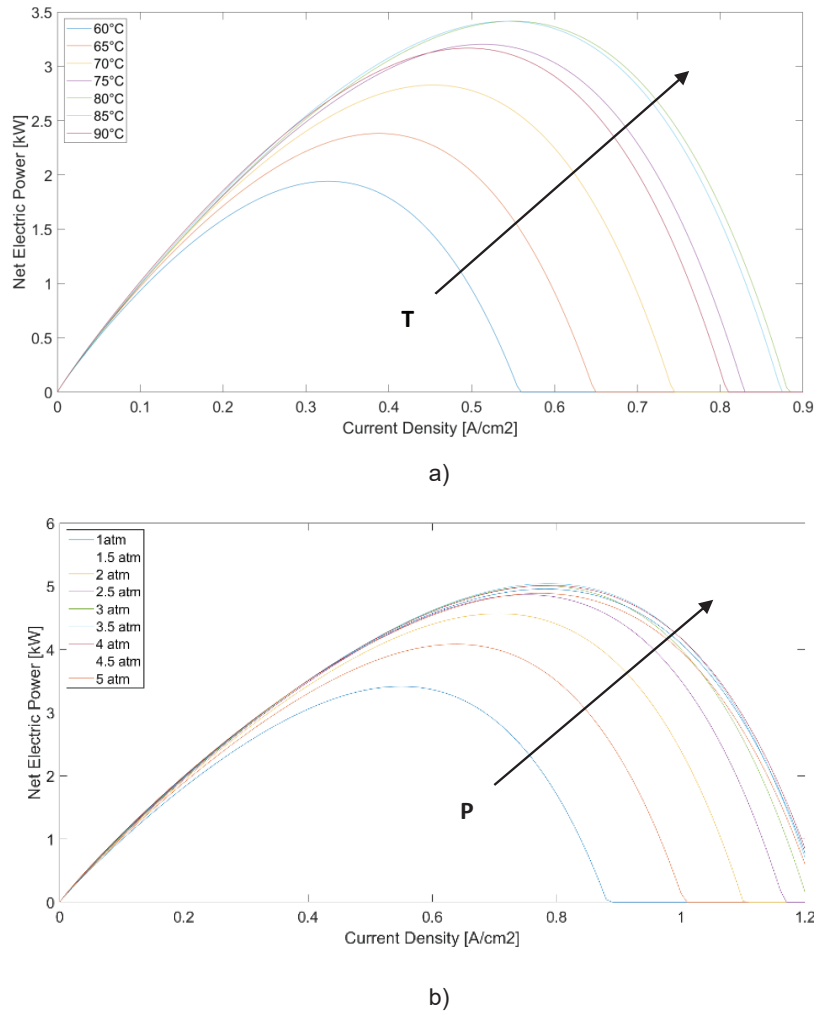 3.5
3
2.5
2
1.5
1
0.5
0
Net Electric Power [kW]
60°C
65°C
70°C
75°C
80°C
85°C
90°C
T
0 0.1 0.2 0.3 0.4 0.5 0.6 0.7 0.8 0.9
Current Density [A/cm2]
a)
6
5
4
3
2
1
0
Net Electric Power [kW]
1atm
1.5 atm
2 atm
2.5 atm
3 atm
3.5 atm
4 atm
4.5 atm
5 atm
P
0 0.2 0.4 0.6 0.8 1 1.2
Current Density [A/cm2]
b)